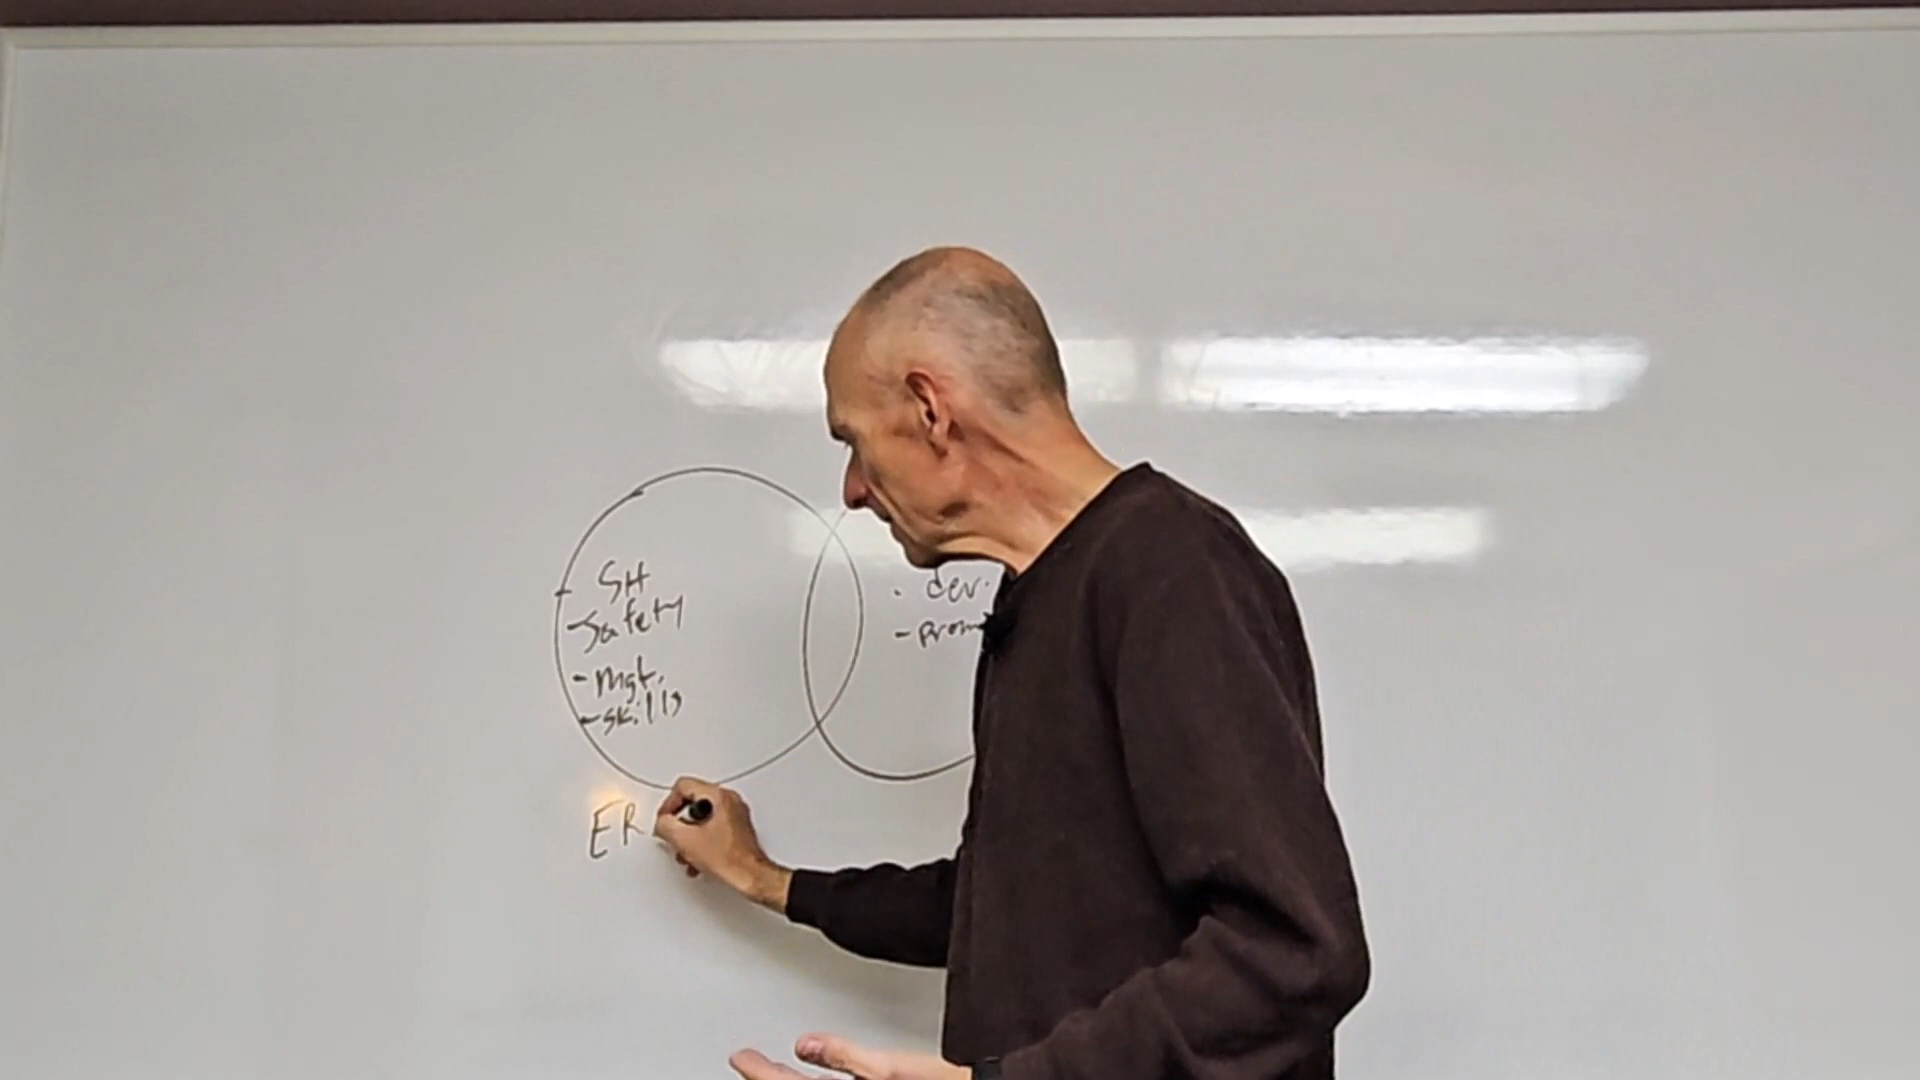 SH
-Safety
-mgt.
-skills
- dev.
-prom
ER